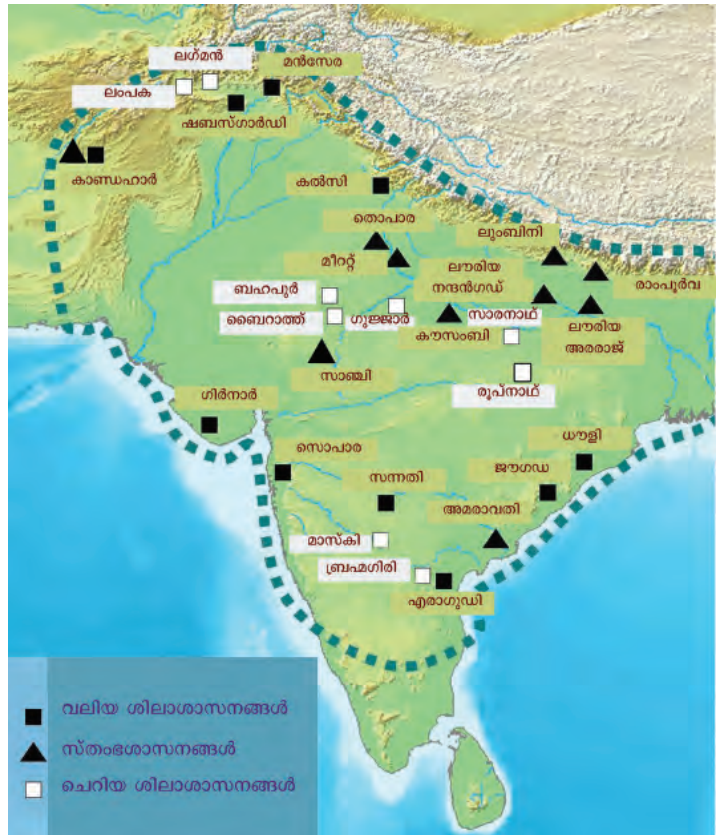 ലഗ്മൻ
മൻസേര
ലംപക
ഷബസ്ഗാർഡി
കാണ്ഡഹാർ
കൽസി
തൊപാര
ലുംബിനി
മീററ്റ്
ലൗരിയ
നന്ദൻഗഡ്
രാംപൂർവ
ബഹപുർ
ബൈറാത്ത്
ഗുജ്ജാർ
സാരനാഥ്
കൗസംബി
ലൗരിയ
അരരാജ്
സാഞ്ചി
രൂപ്നാഥ്
ഗിർനാർ
ധൗളി
സൊപാര
ജൗഗഡ
സന്നതി
അമരാവതി
മാസ്കി
ബ്രഹ്മഗിരി
എരാഗുഡി
വലിയ ശിലാശാസനങ്ങൾ
സ്തംഭശാസനങ്ങൾ
ചെറിയ ശിലാശാസനങ്ങൾ